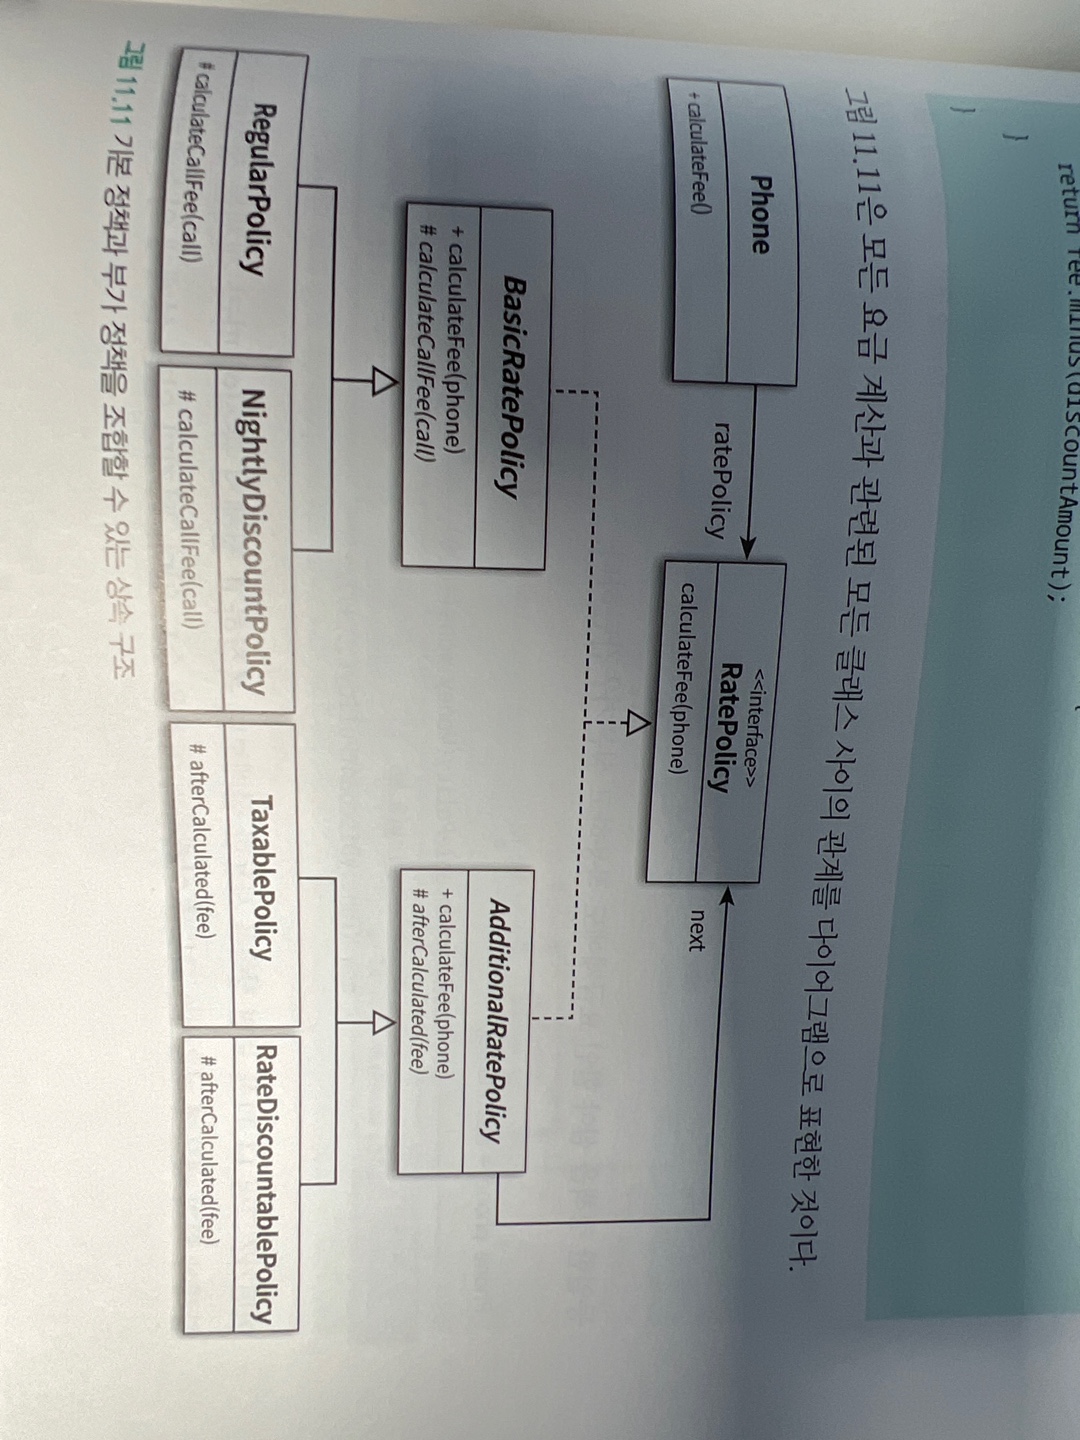 return fee.minus(discountAmount);
}
}
그림 11.11은 모든 요금 계산과 관련된 모든 클래스 사이의 관계를 다이어그램으로 표현한 것이다.
Phone
+ calculateFee()
ratePolicy
<<interface>>
RatePolicy
calculateFee(phone)
next
BasicRatePolicy
+ calculateFee(phone)
# calculateCallFee(call)
AdditionalRatePolicy
+ calculateFee(phone)
# afterCalculated(fee)
RegularPolicy
# calculateCallFee(call)
NightlyDiscountPolicy
# calculateCallFee(call)
TaxablePolicy
# afterCalculated(fee)
RateDiscountablePolicy
# afterCalculated(fee)
그림 11.11 기본 정책과 부가 정책을 조합할 수 있는 상속 구조